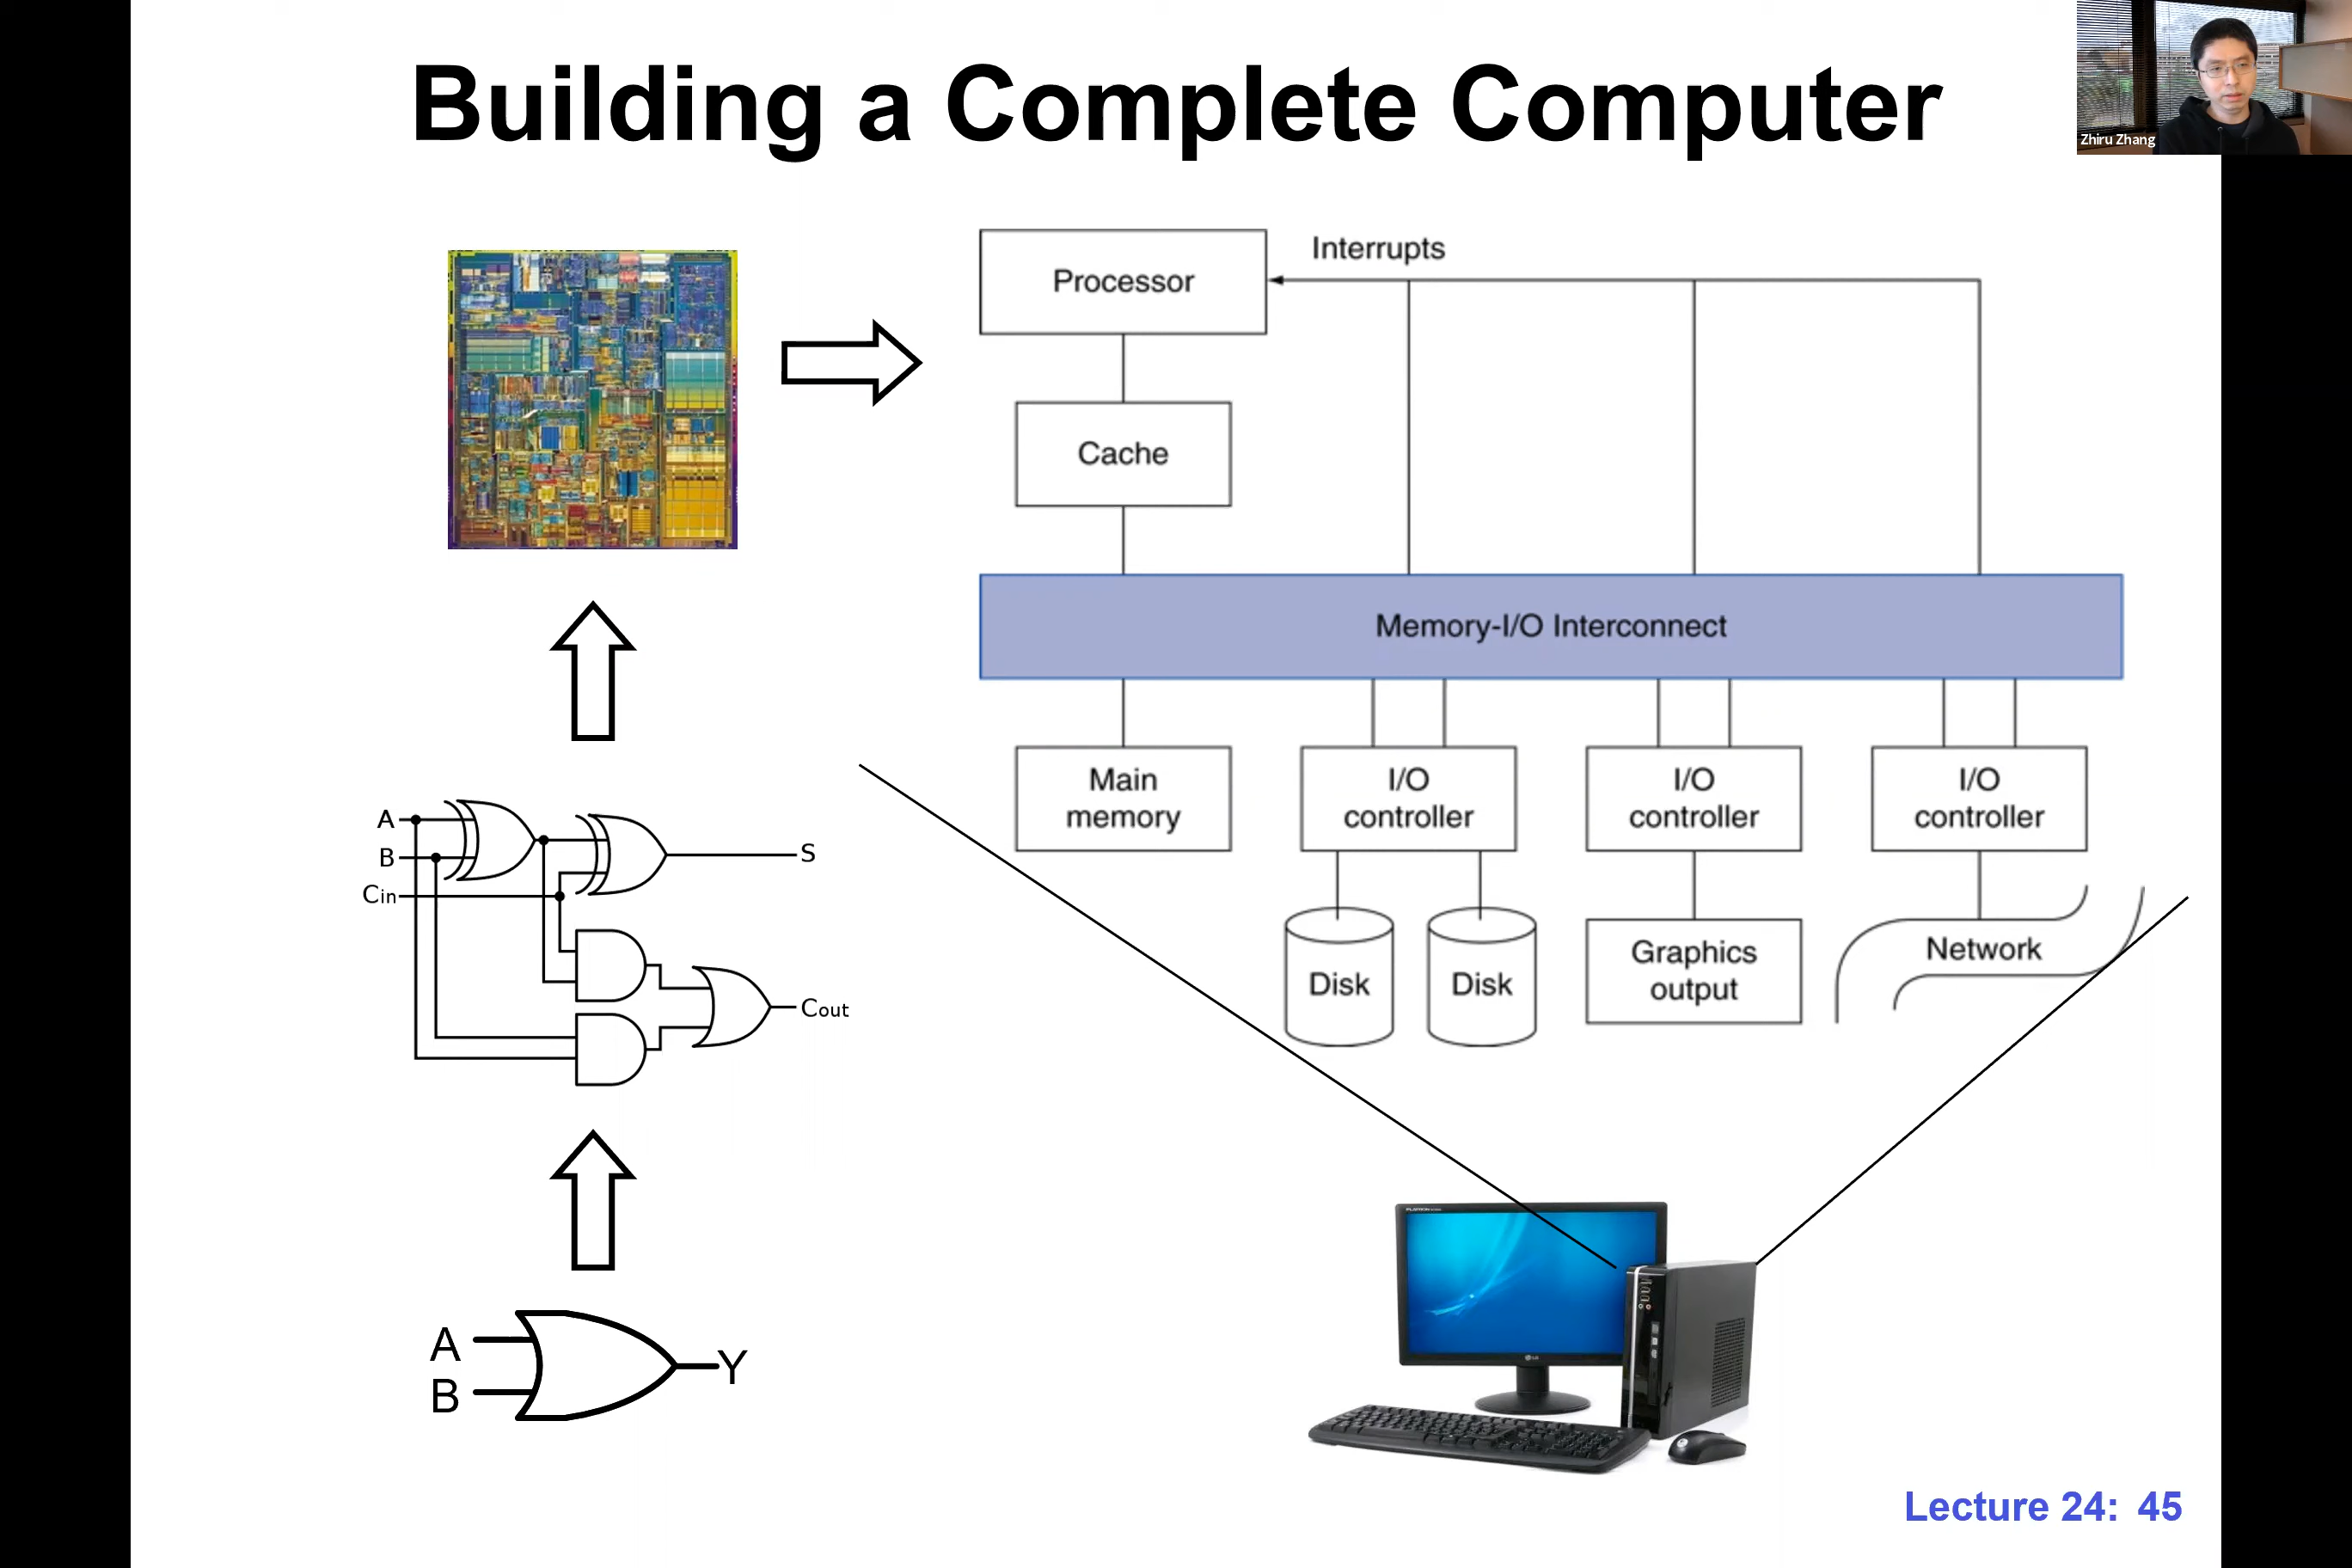 Building a Complete Computer
Zhiru Zhang
Interrupts
Processor
Cache
Memory-I/O Interconnect
Main
memory
I/O
controller
I/O
controller
I/O
controller
Disk
Disk
Graphics
output
Network
A
B
Cin
S
Cout
A
B
Y
Lecture 24: 45